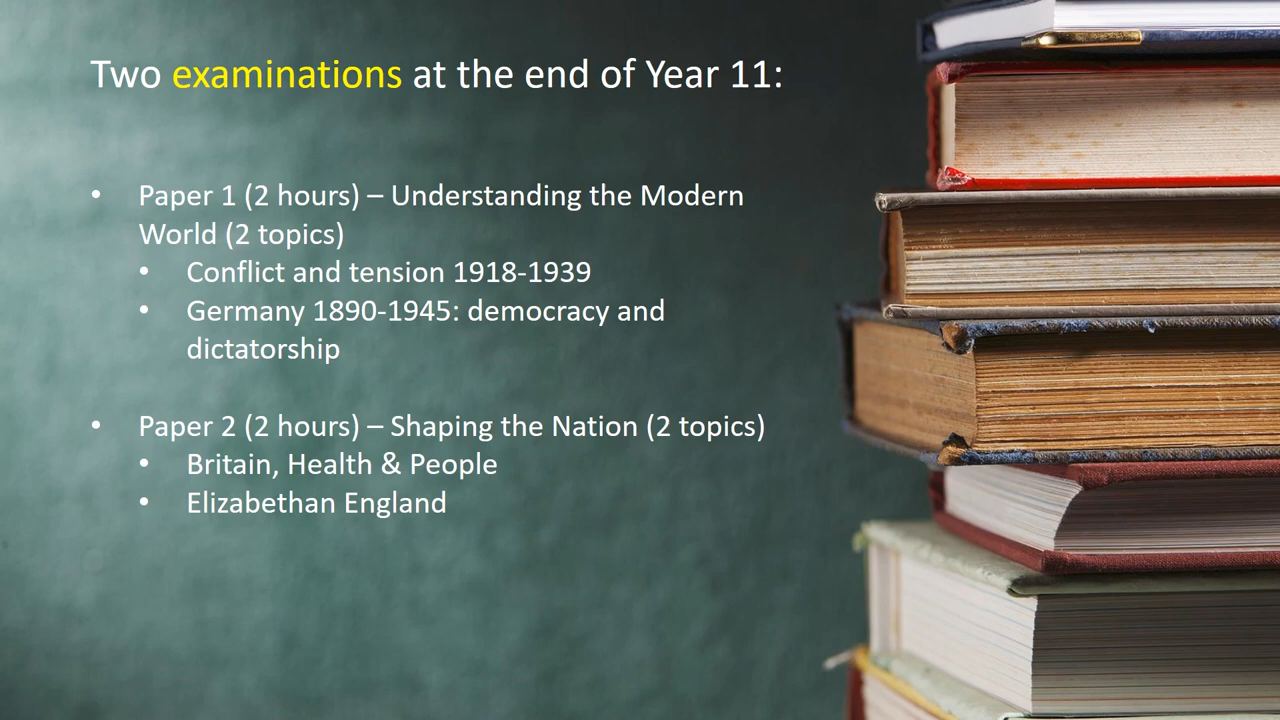 Two examinations at the end of Year 11:
• Paper 1 (2 hours) – Understanding the Modern
World (2 topics)
• Conflict and tension 1918-1939
• Germany 1890-1945: democracy and
dictatorship
• Paper 2 (2 hours) – Shaping the Nation (2 topics)
• Britain, Health & People
• Elizabethan England